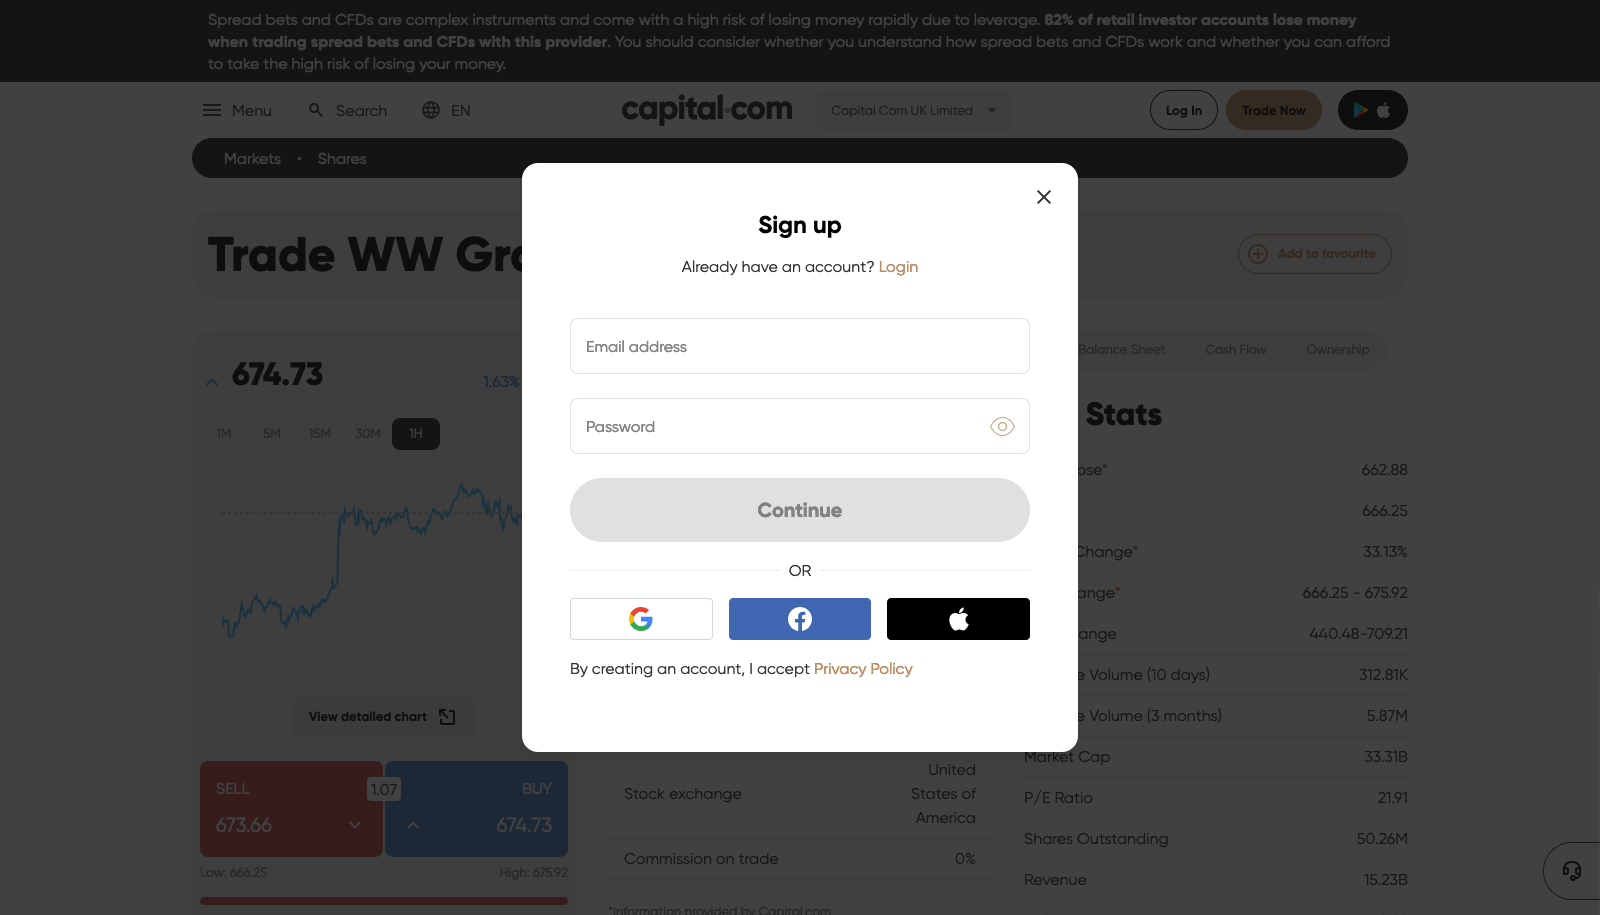 Spread bets and CFDs are complex instruments and come with a high risk of losing money rapidly due to leverage. 82% of retail investor accounts lose money
when trading spread bets and CFDs with this provider. You should consider whether you understand how spread bets and CFDs work and whether you can afford
to take the high risk of losing your money.
Menu Search EN capital.com Capital Com UK Limited Log In Trade Now
Markets • Shares
Trade WW
Add to favourite
Sign up
Already have an account? Login
Email address
Password
Continue
OR
By creating an account, I accept Privacy Policy
674.73 1.63%
1M 5M 15M 30M 1H
View detailed chart
SELL 1.07 BUY
673.66 674.73
Low: 666.25 High: 675.92
Stock exchange United States of America
Commission on trade 0%
*Information provided by Capital.com
Balance Sheet Cash Flow Ownership
Stats
662.88
666.25
Change* 33.13%
666.25 - 675.92
440.48-709.21
Volume (10 days) 312.81K
Volume (3 months) 5.87M
Market Cap 33.31B
P/E Ratio 21.91
Shares Outstanding 50.26M
Revenue 15.23B